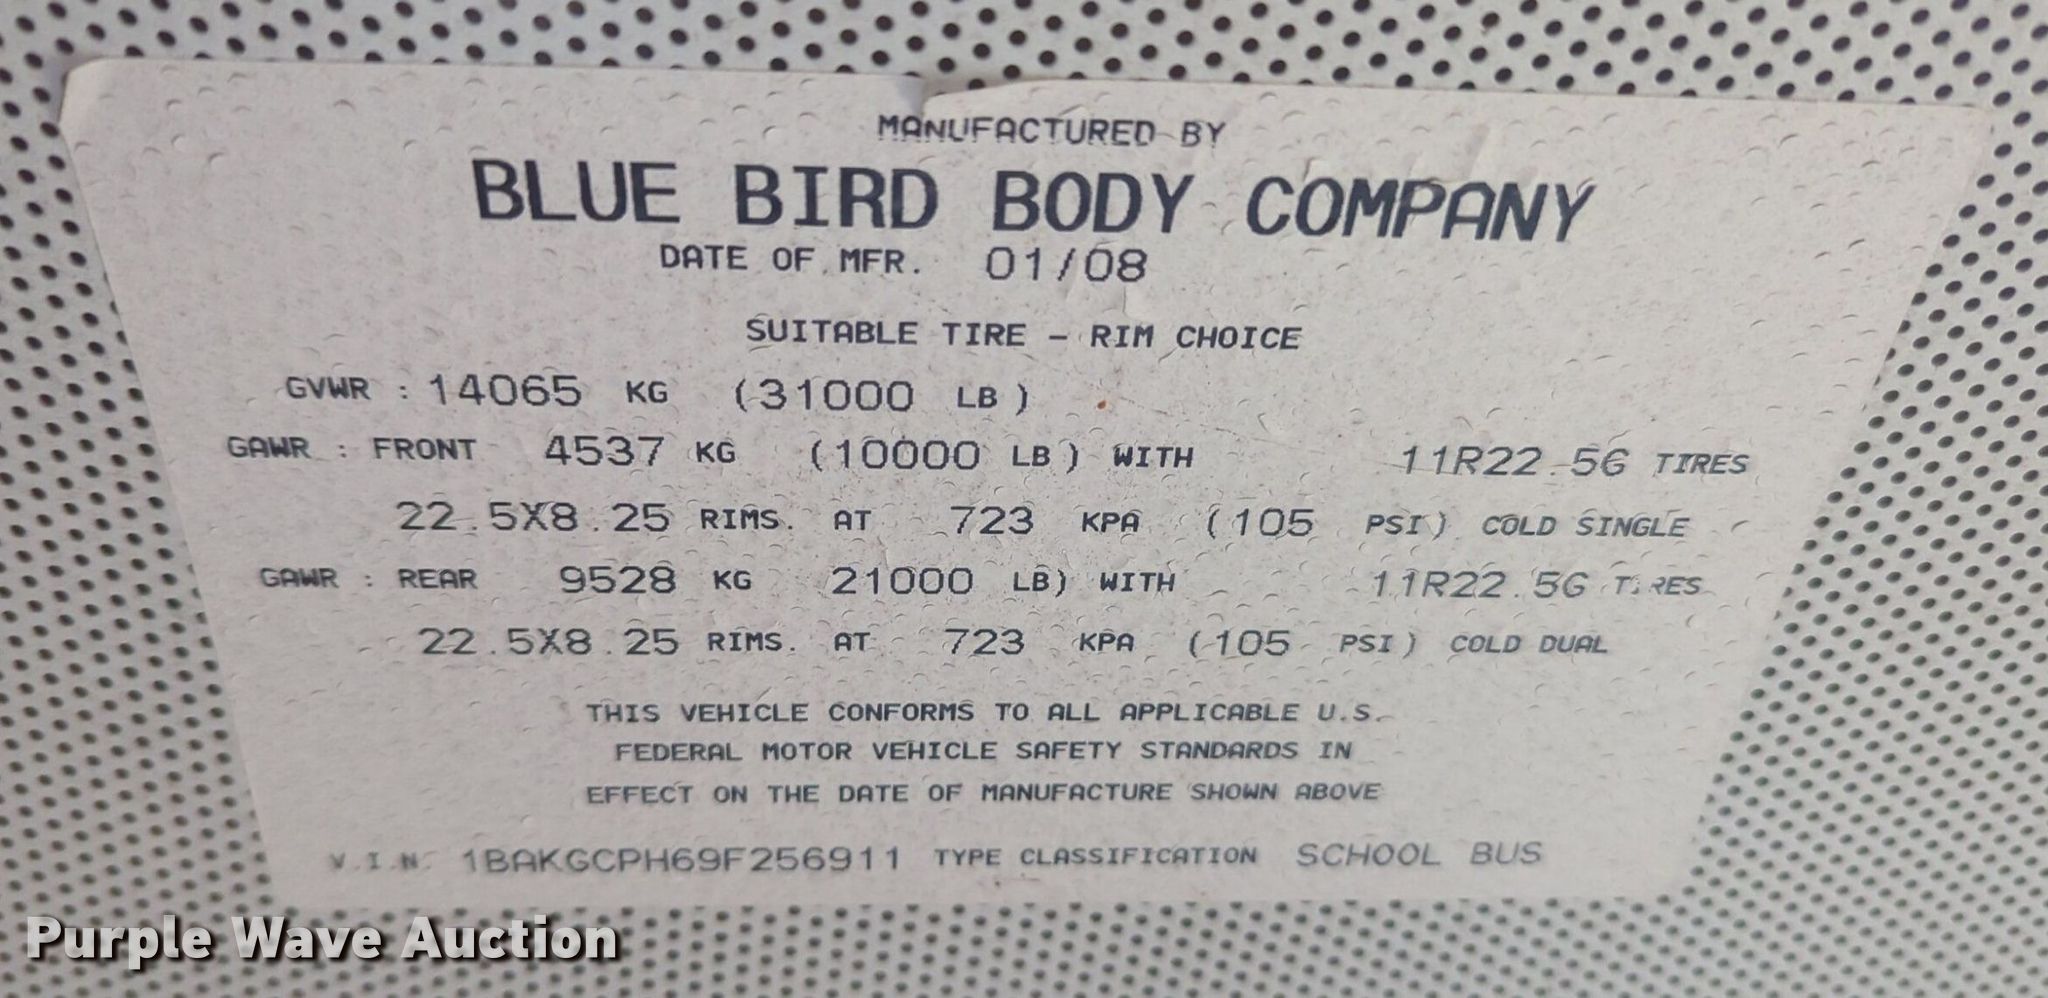 MANUFACTURED BY
BLUE BIRD BODY COMPANY
DATE OF MFR. 01/08
SUITABLE TIRE - RIM CHOICE
GVWR : 14065 KG (31000 LB)
GAWR : FRONT 4537 KG (10000 LB) WITH 11R22.5G TIRES
22.5X8.25 RIMS. AT 723 KPA (105 PSI) COLD SINGLE
GAWR : REAR 9528 KG 21000 LB) WITH 11R22.5G TIRES
22.5X8.25 RIMS. AT 723 KPA (105 PSI) COLD DUAL
THIS VEHICLE CONFORMS TO ALL APPLICABLE U.S.
FEDERAL MOTOR VEHICLE SAFETY STANDARDS IN
EFFECT ON THE DATE OF MANUFACTURE SHOWN ABOVE
V.I.N. 1BAKGCPH69F256911 TYPE CLASSIFICATION SCHOOL BUS
Purple Wave Auction